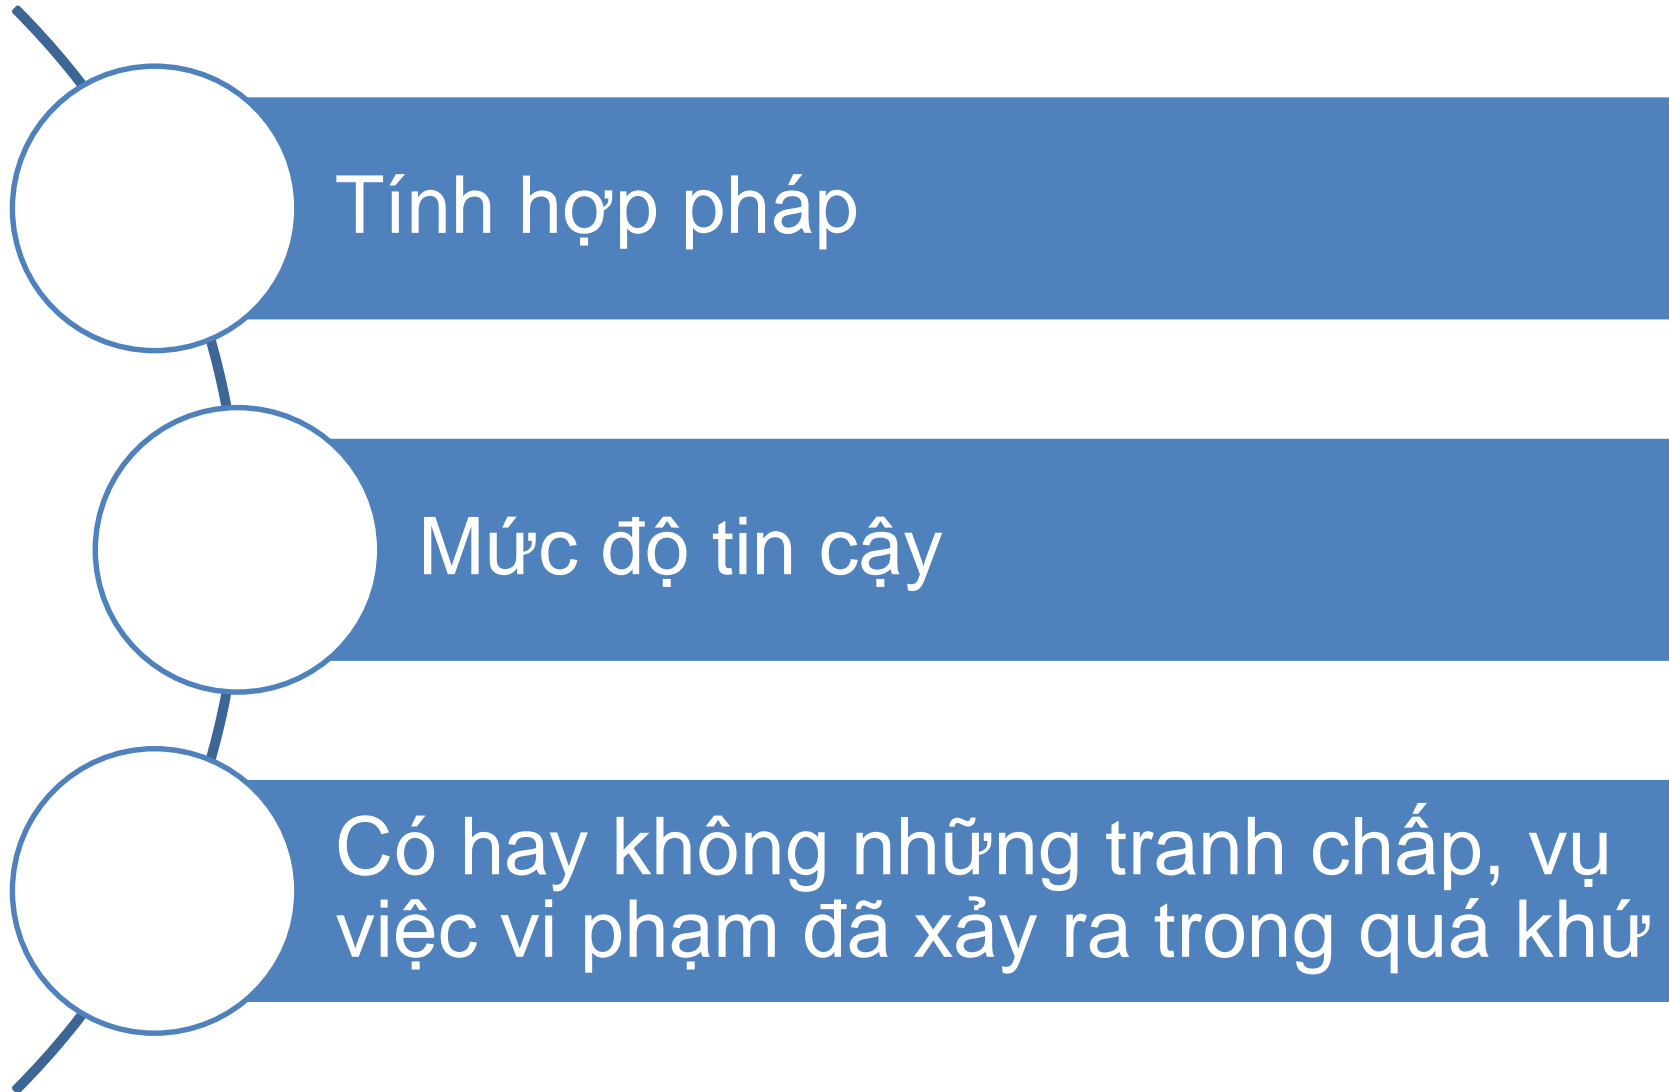 Tính hợp pháp
Mức độ tin cậy
Có hay không những tranh chấp, vụ
việc vi phạm đã xảy ra trong quá khứ